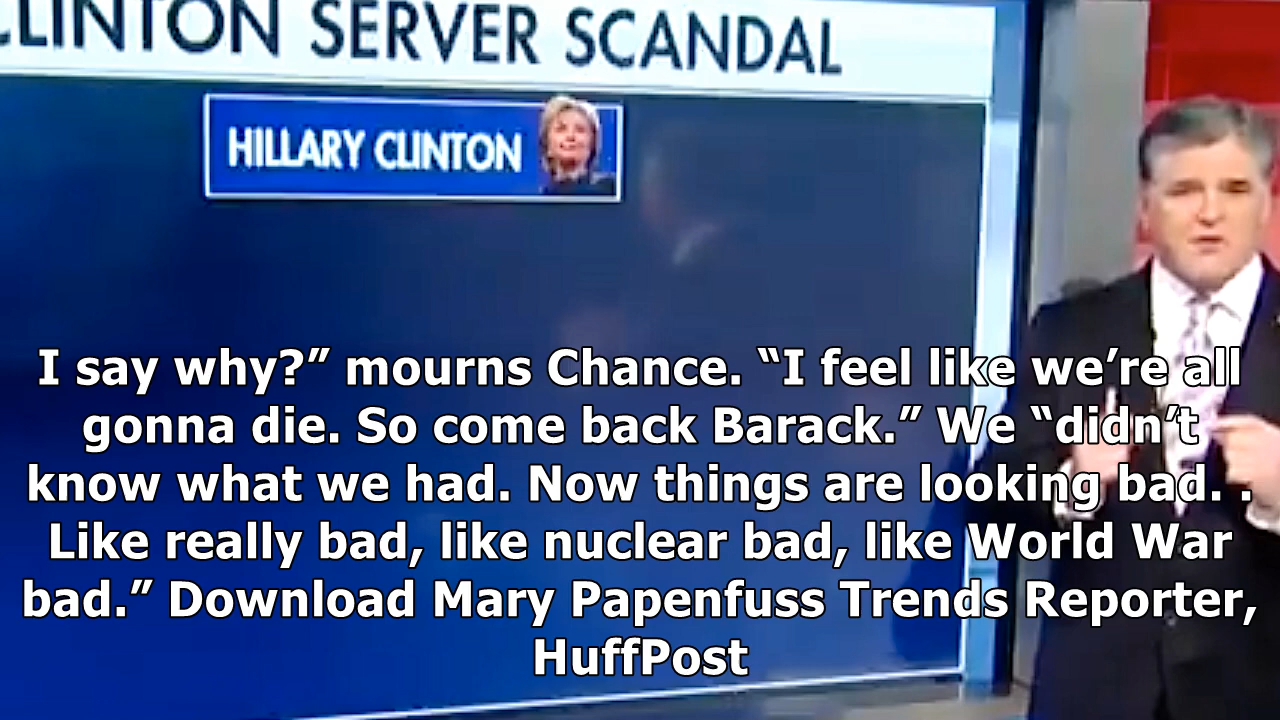 CLINTON SERVER SCANDAL
HILLARY CLINTON
I say why?” mourns Chance. “I feel like we’re all
gonna die. So come back Barack.” We “didn’t
know what we had. Now things are looking bad. .
Like really bad, like nuclear bad, like World War
bad.” Download Mary Papenfuss Trends Reporter,
HuffPost